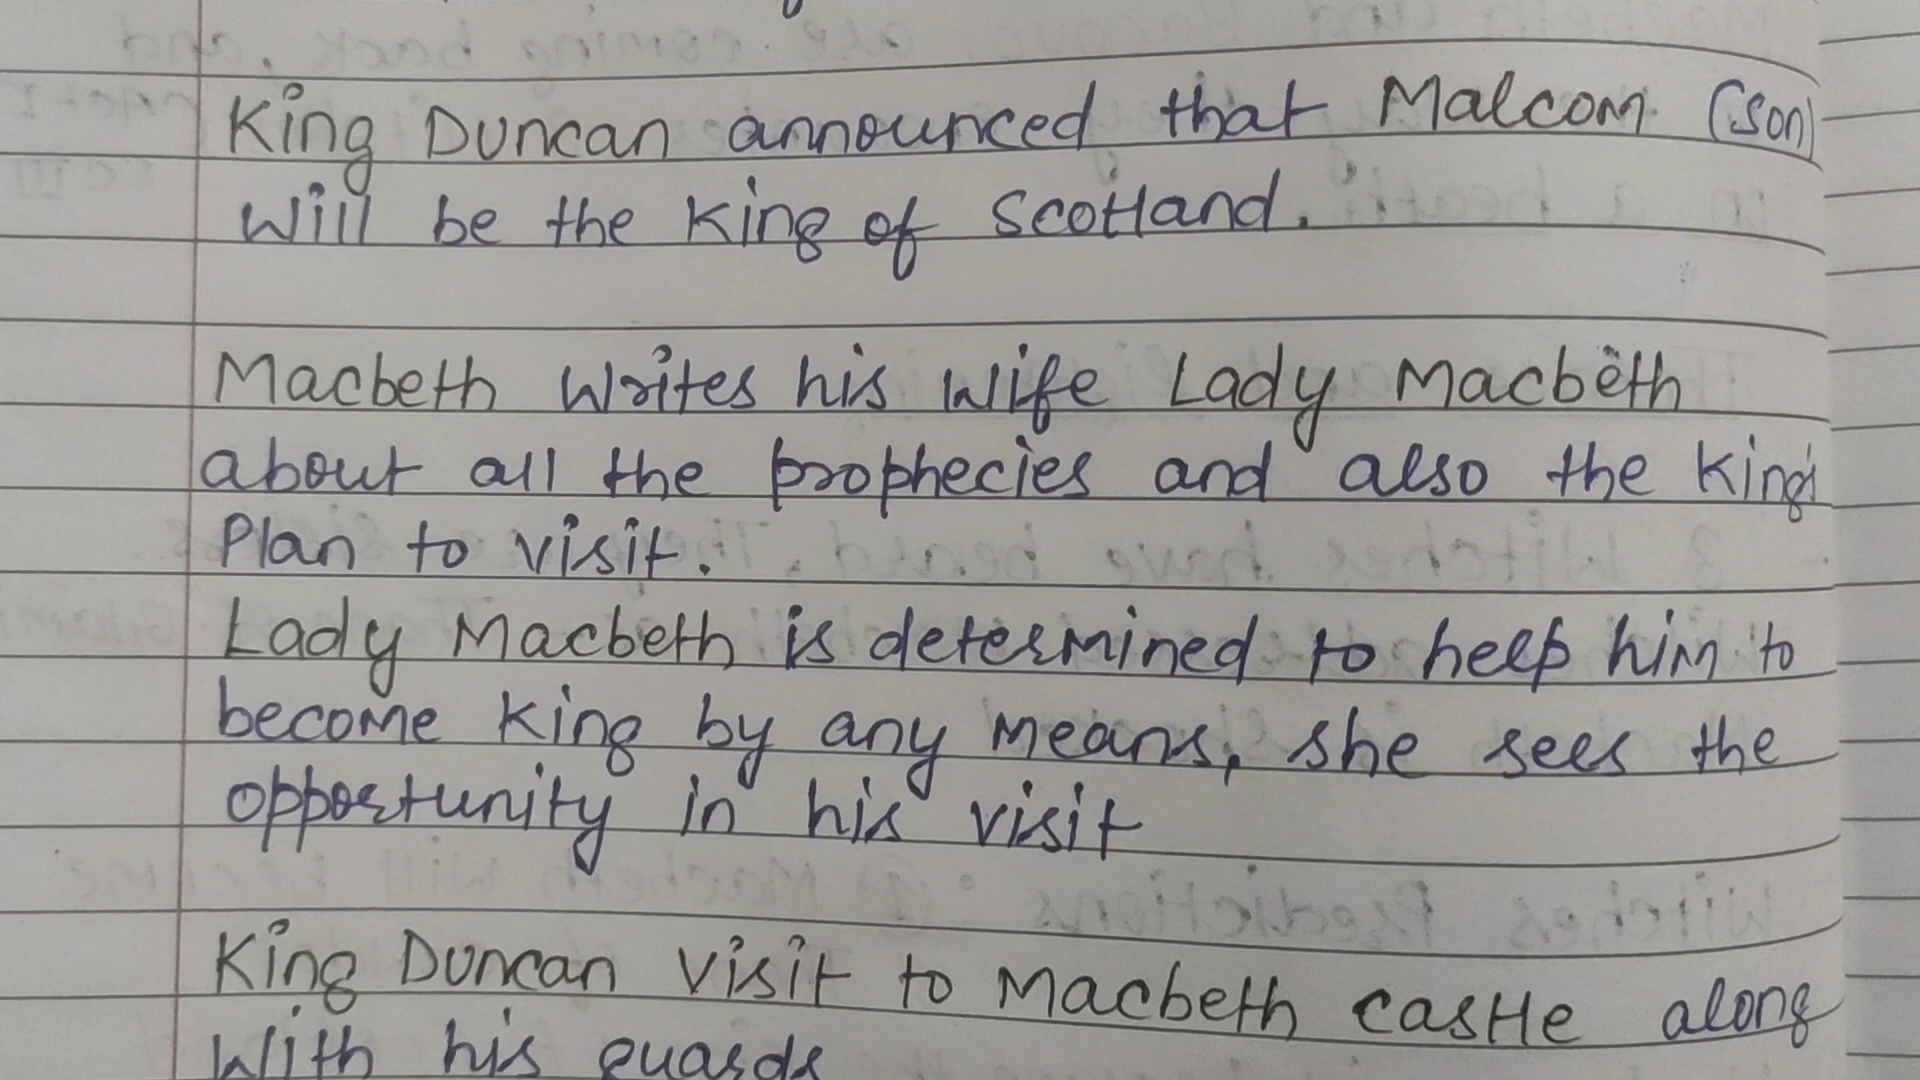 King Duncan announced that Malcom (son)
will be the King of Scotland.
Macbeth Writes his wife Lady Macbeth
about all the prophecies and also the King's
Plan to visit.
Lady Macbeth is determined to help him to
become King by any means, she sees the
opportunity in his visit
King Duncan Visit to Macbeth castle along
With his guards